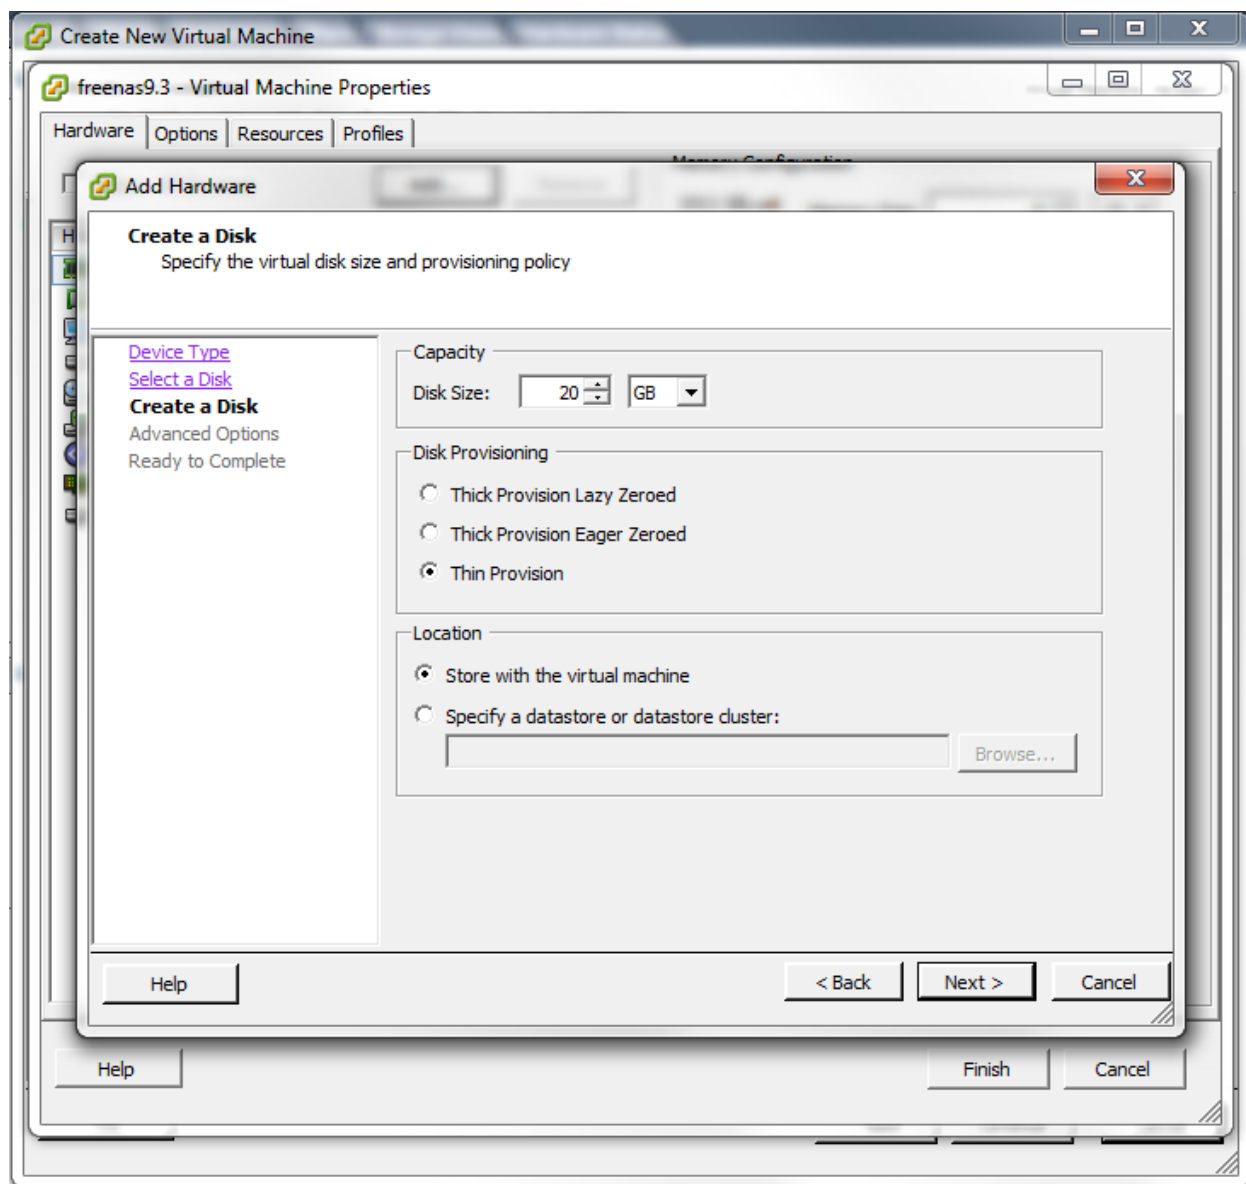 Create New Virtual Machine
freenas9.3 - Virtual Machine Properties
Hardware Options Resources Profiles
Memory Configuration
Add Hardware
Create a Disk
Specify the virtual disk size and provisioning policy
Device Type
Select a Disk
Create a Disk
Advanced Options
Ready to Complete
Capacity
Disk Size: 20 GB
Disk Provisioning
Thick Provision Lazy Zeroed
Thick Provision Eager Zeroed
Thin Provision
Location
Store with the virtual machine
Specify a datastore or datastore cluster:
Browse...
Help < Back Next > Cancel
Help Finish Cancel